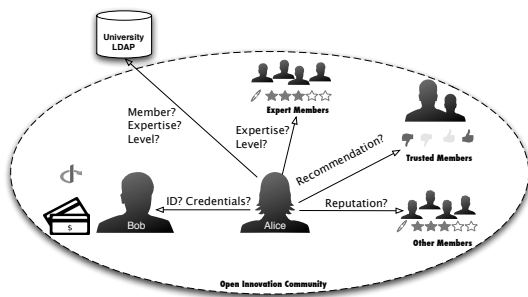 University
LDAP
Member?
Expertise?
Level?
Expert Members
Expertise?
Level?
Recommendation?
Trusted Members
ID? Credentials?
Reputation?
$
Bob
Alice
Other Members
Open Innovation Community